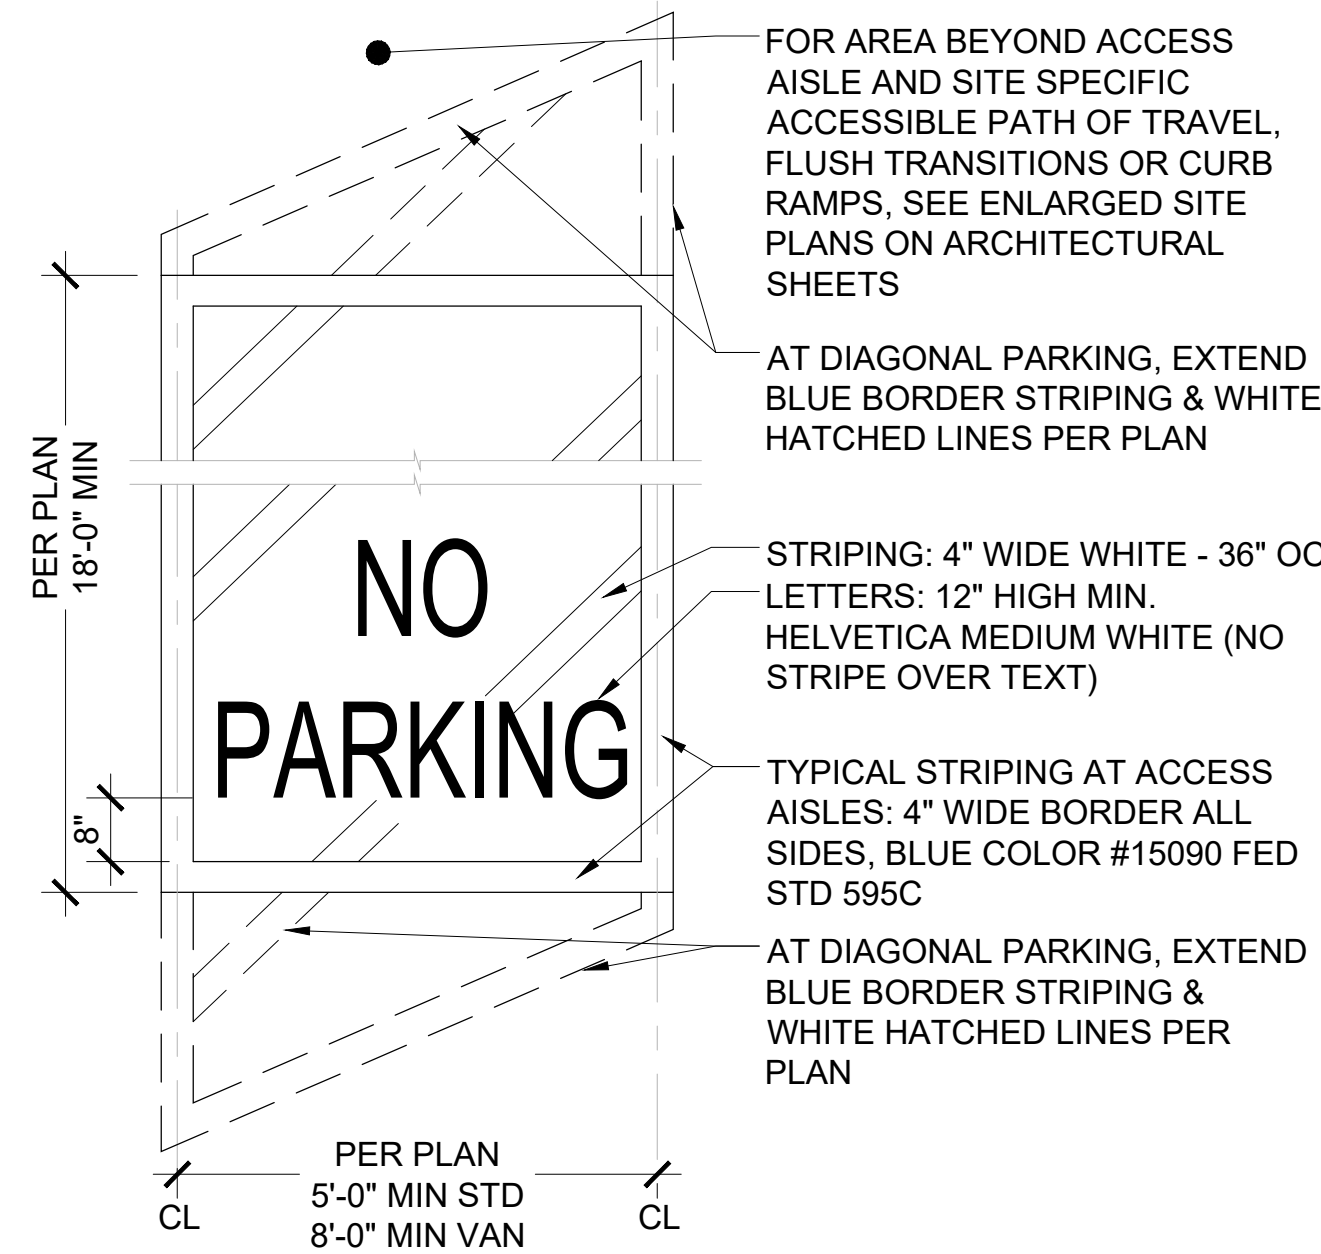 FOR AREA BEYOND ACCESS
AISLE AND SITE SPECIFIC
ACCESSIBLE PATH OF TRAVEL,
FLUSH TRANSITIONS OR CURB
RAMPS, SEE ENLARGED SITE
PLANS ON ARCHITECTURAL
SHEETS
AT DIAGONAL PARKING, EXTEND
BLUE BORDER STRIPING & WHITE
HATCHED LINES PER PLAN
PER PLAN
18'-0" MIN
NO
PARKING
STRIPING: 4" WIDE WHITE - 36" OC
LETTERS: 12" HIGH MIN.
HELVETICA MEDIUM WHITE (NO
STRIPE OVER TEXT)
8"
TYPICAL STRIPING AT ACCESS
AISLES: 4" WIDE BORDER ALL
SIDES, BLUE COLOR #15090 FED
STD 595C
AT DIAGONAL PARKING, EXTEND
BLUE BORDER STRIPING &
WHITE HATCHED LINES PER
PLAN
PER PLAN
5'-0" MIN STD
8'-0" MIN VAN
CL
CL